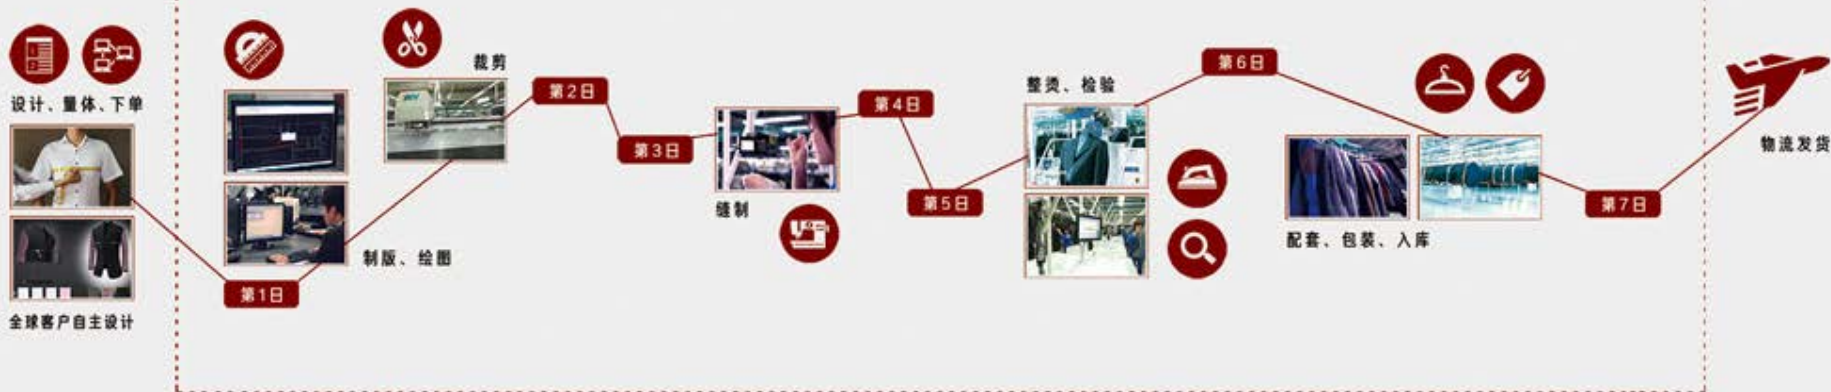 设计、量体、下单
全球客户自主设计
第1日
制版、绘图
裁剪
第2日
第3日
缝制
第4日
第5日
整烫、检验
第6日
配套、包装、入库
第7日
物流发货